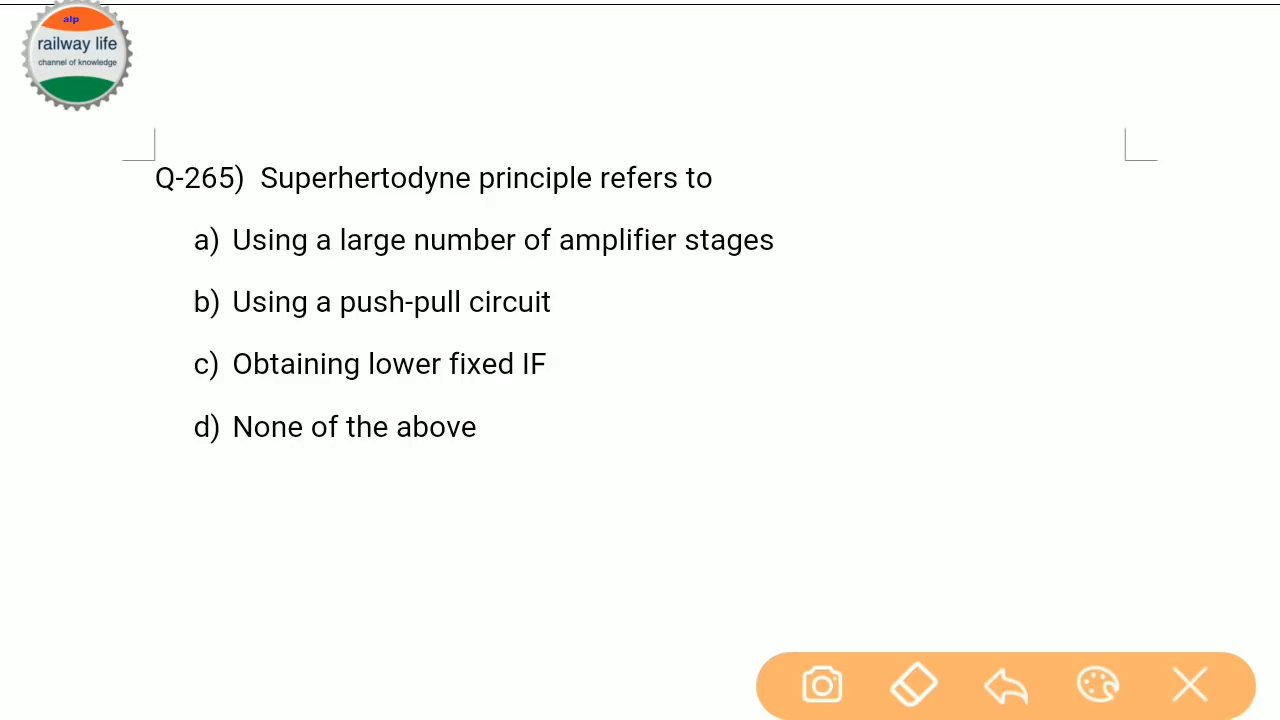 alp
railway life
channel of knowledge
Q-265) Superhertodyne principle refers to
a) Using a large number of amplifier stages
b) Using a push-pull circuit
c) Obtaining lower fixed IF
d) None of the above